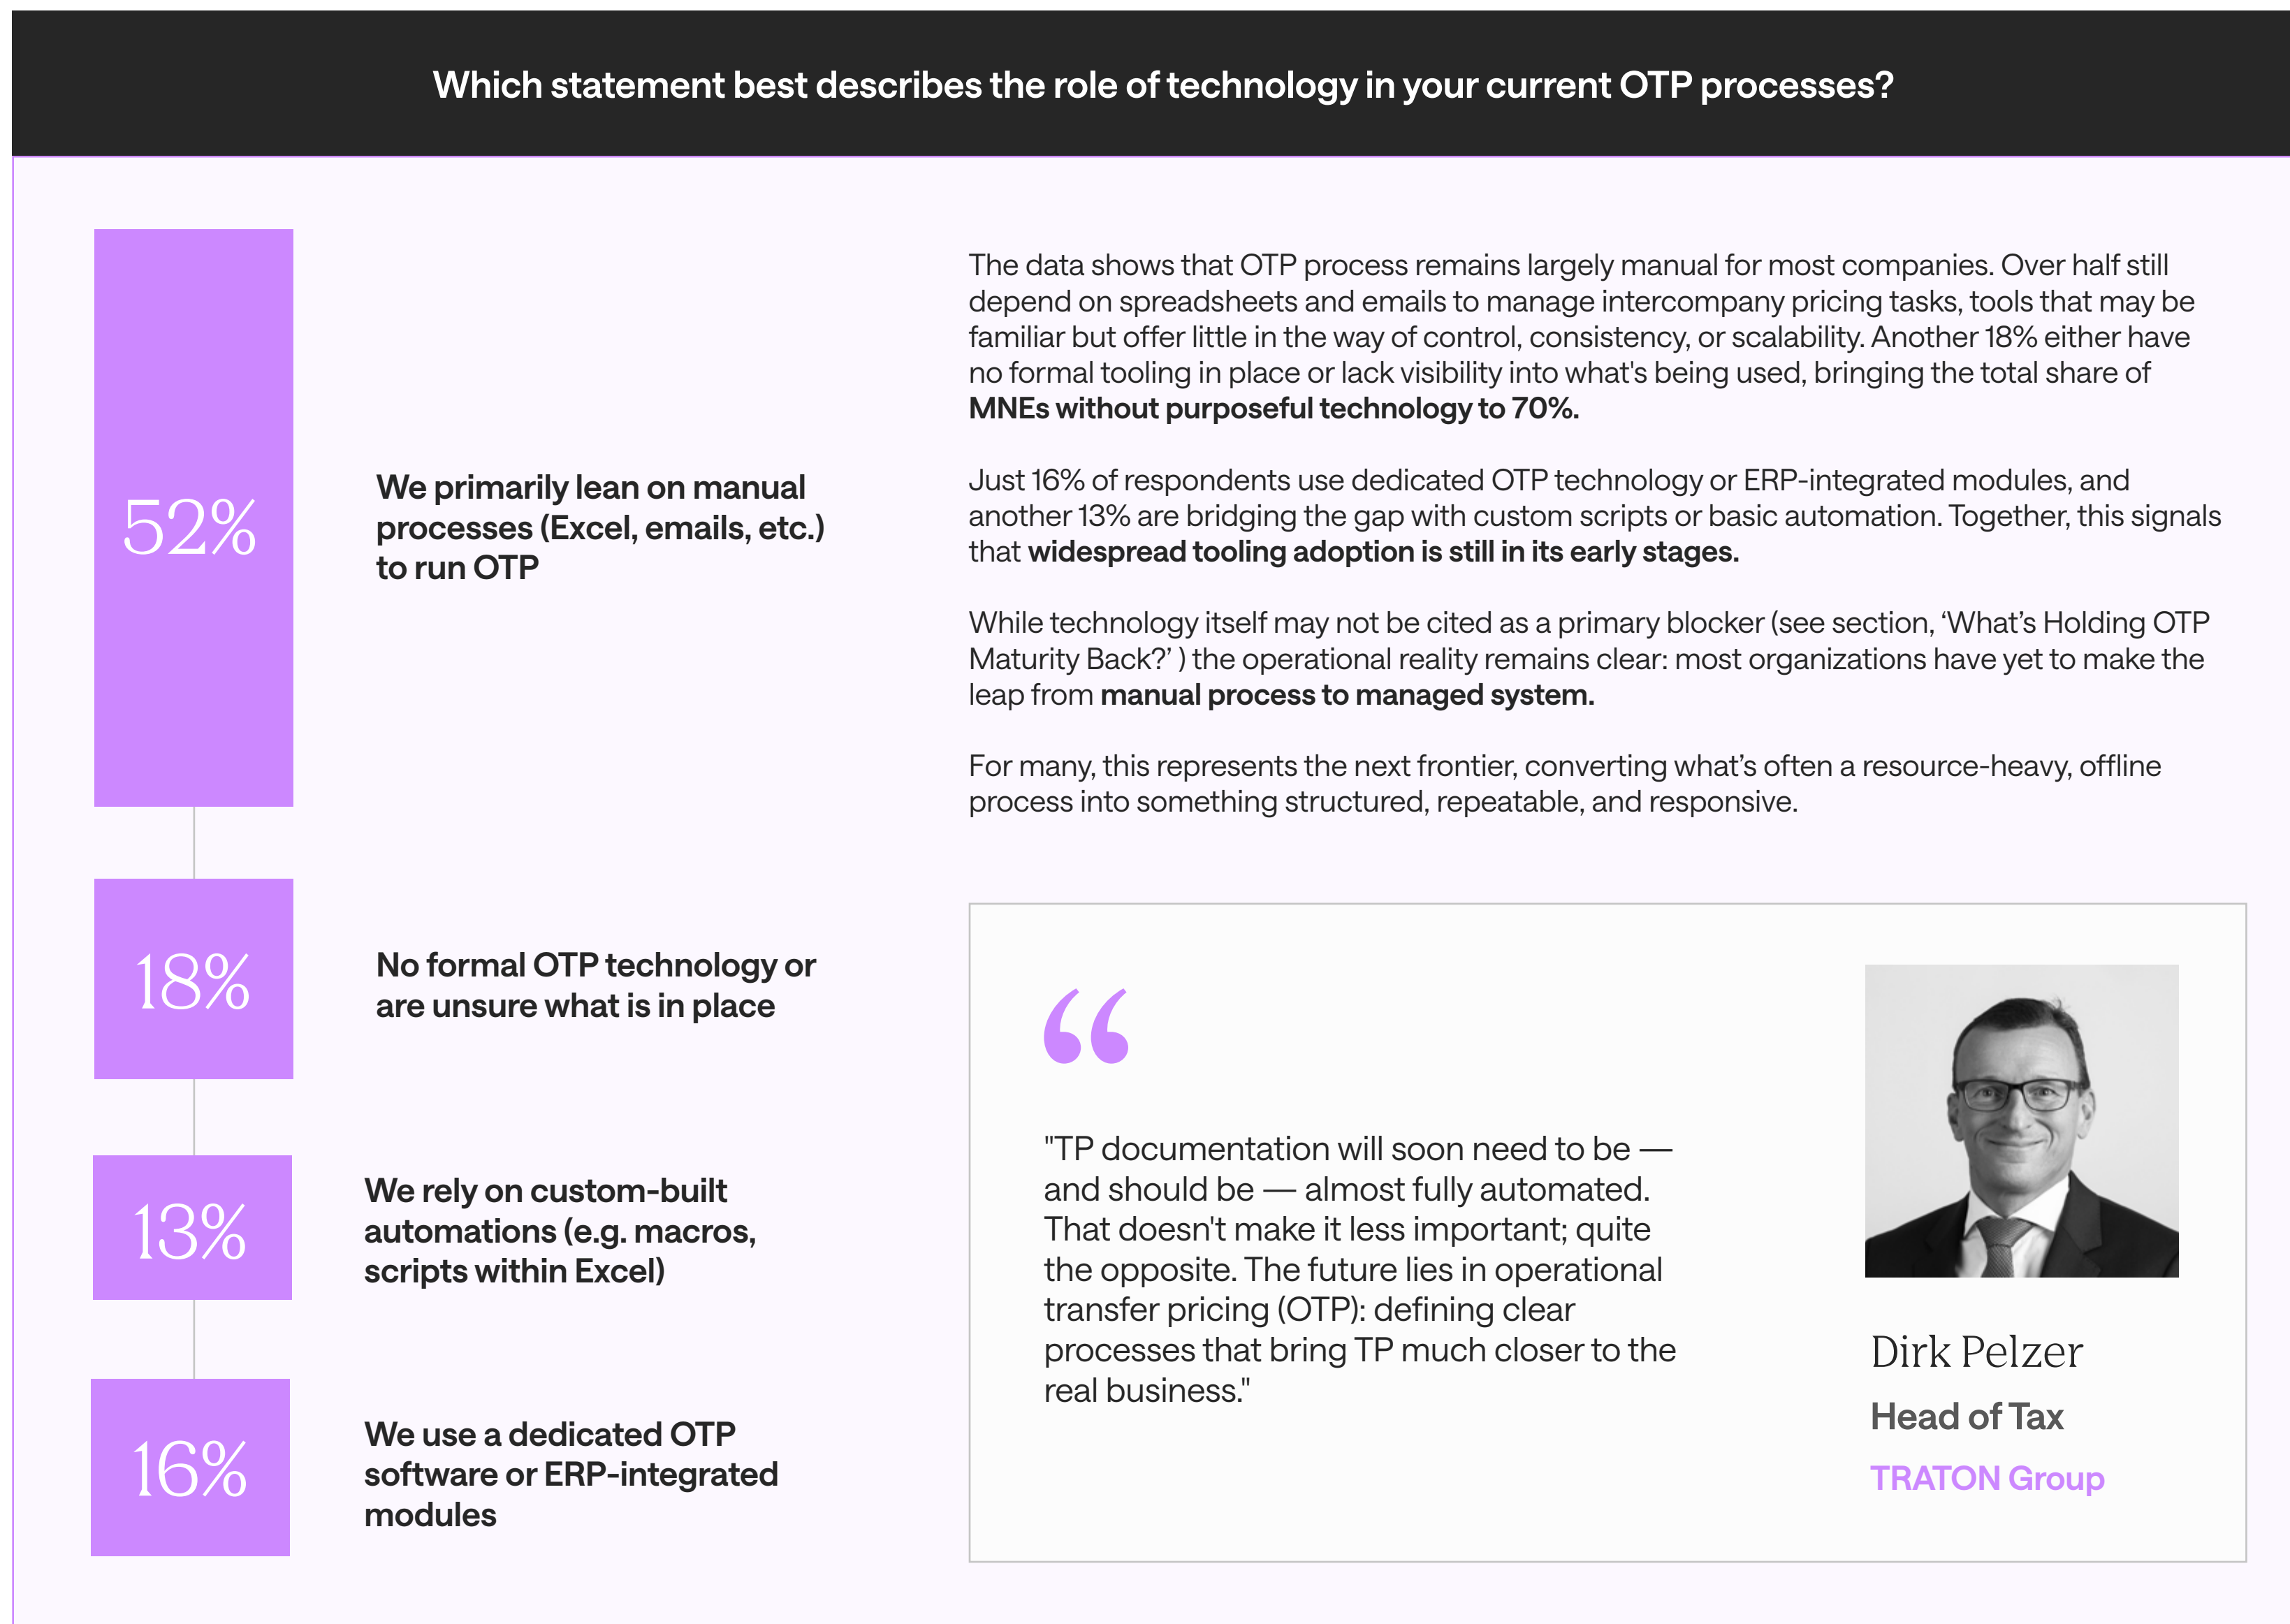 Which statement best describes the role of technology in your current OTP processes?
52%
We primarily lean on manual
processes (Excel, emails, etc.)
to run OTP
18%
No formal OTP technology or
are unsure what is in place
13%
We rely on custom-built
automations (e.g. macros,
scripts within Excel)
16%
We use a dedicated OTP
software or ERP-integrated
modules
The data shows that OTP process remains largely manual for most companies. Over half still
depend on spreadsheets and emails to manage intercompany pricing tasks, tools that may be
familiar but offer little in the way of control, consistency, or scalability. Another 18% either have
no formal tooling in place or lack visibility into what's being used, bringing the total share of
MNEs without purposeful technology to 70%.
Just 16% of respondents use dedicated OTP technology or ERP-integrated modules, and
another 13% are bridging the gap with custom scripts or basic automation. Together, this signals
that widespread tooling adoption is still in its early stages.
While technology itself may not be cited as a primary blocker (see section, ‘What’s Holding OTP
Maturity Back?’ ) the operational reality remains clear: most organizations have yet to make the
leap from manual process to managed system.
For many, this represents the next frontier, converting what’s often a resource-heavy, offline
process into something structured, repeatable, and responsive.
“
"TP documentation will soon need to be —
and should be — almost fully automated.
That doesn't make it less important; quite
the opposite. The future lies in operational
transfer pricing (OTP): defining clear
processes that bring TP much closer to the
real business."
Dirk Pelzer
Head of Tax
TRATON Group